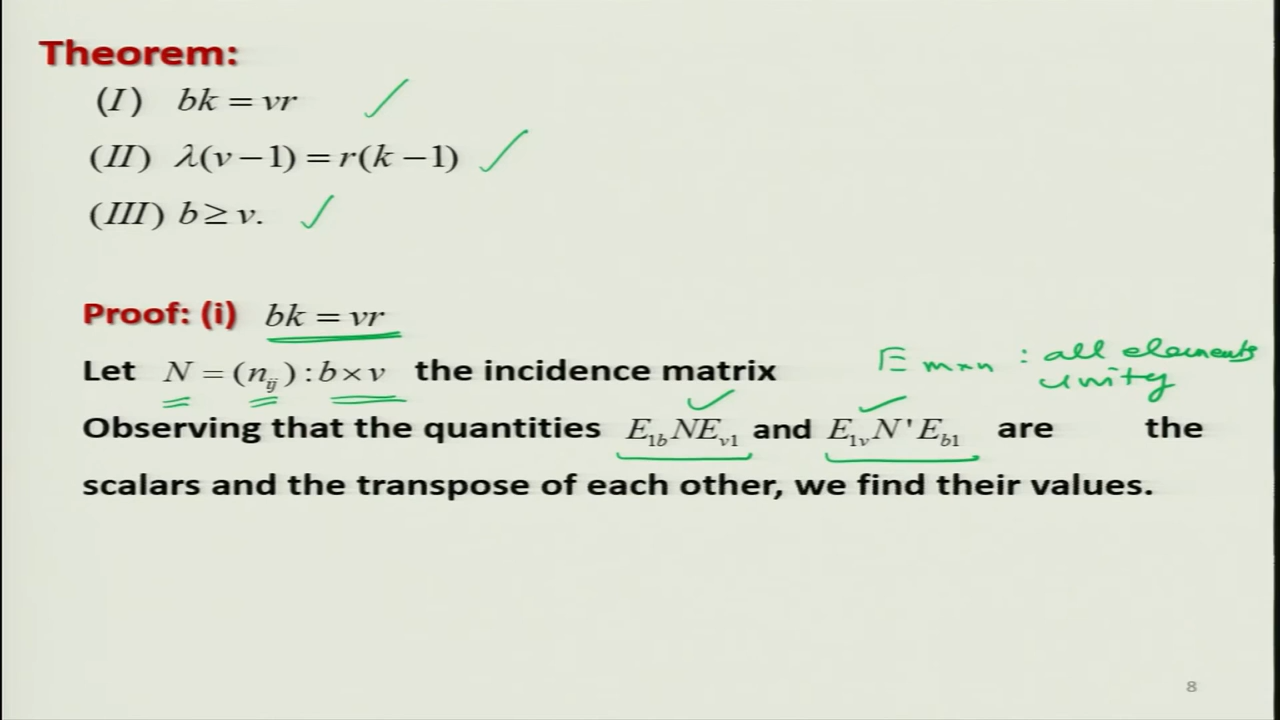 Theorem:
(I) bk = vr
(II) λ(v−1) = r(k−1)
(III) b ≥ v.
Proof: (i) bk = vr
E m×n : all elements
unity
Let N = (n_ij) : b × v the incidence matrix
Observing that the quantities E_1b N E_v1 and E_1v N ' E_b1 are the
scalars and the transpose of each other, we find their values.
8